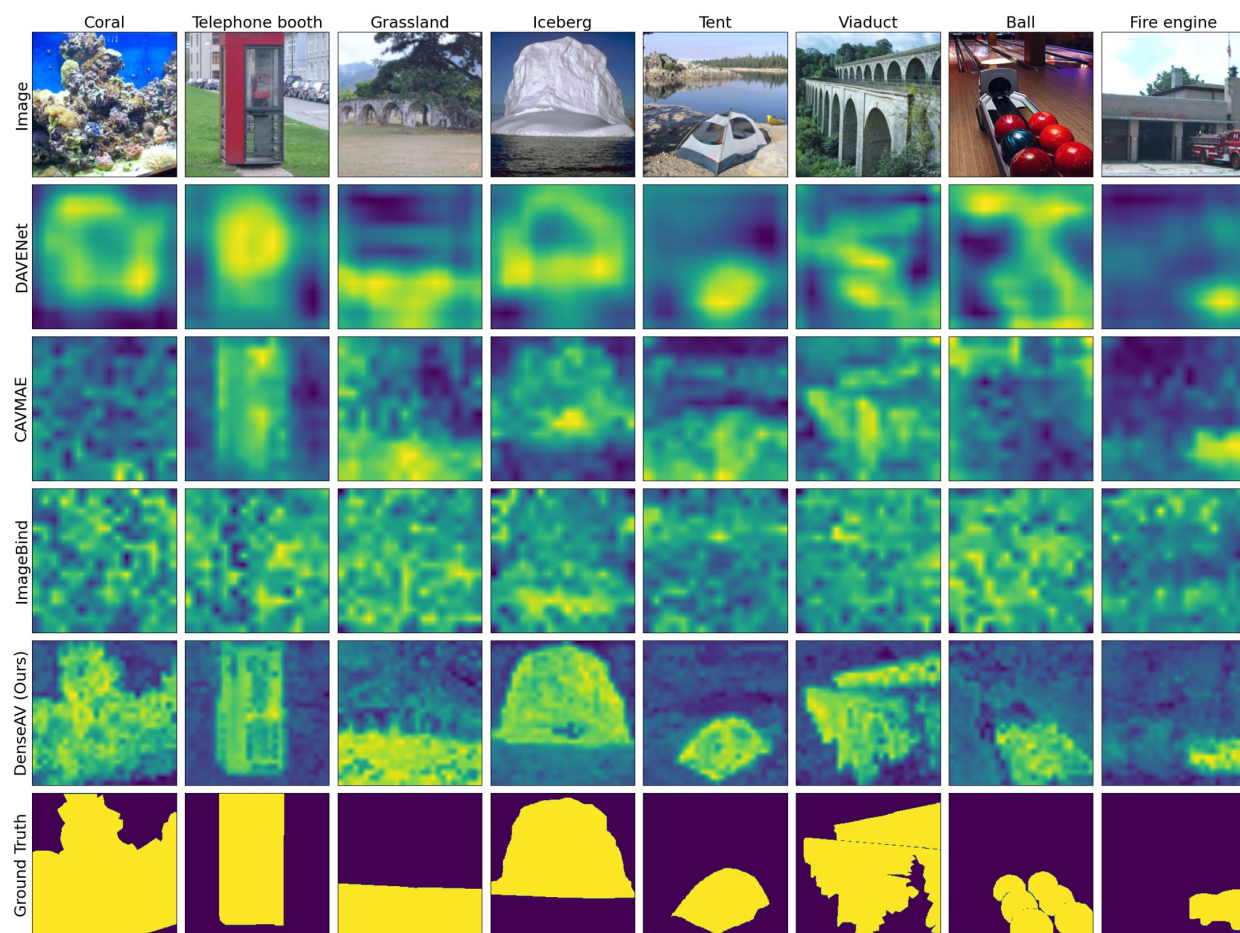 Coral Telephone booth Grassland Iceberg Tent Viaduct Ball Fire engine
Image
DAVENet
CAVMAE
ImageBind
DenseAV (Ours)
Ground Truth